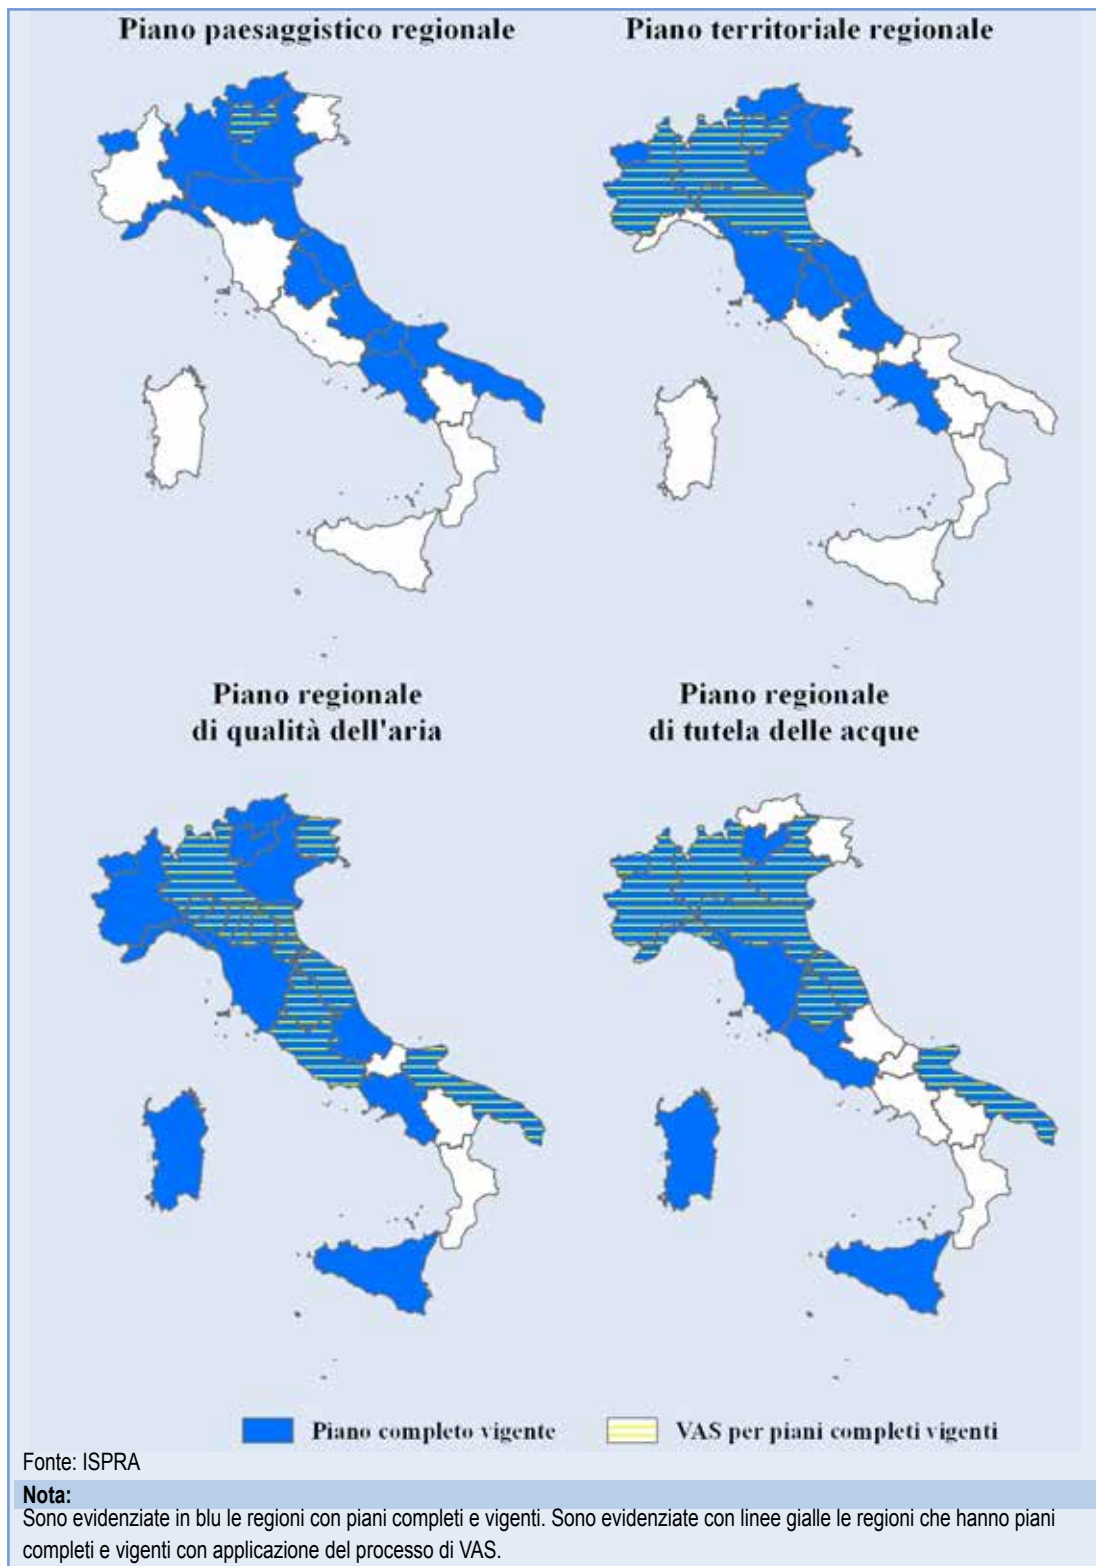 Piano paesaggistico regionale
Piano territoriale regionale
Piano regionale
di qualità dell'aria
Piano regionale
di tutela delle acque
Piano completo vigente
VAS per piani completi vigenti
Fonte: ISPRA
Nota:
Sono evidenziate in blu le regioni con piani completi e vigenti. Sono evidenziate con linee gialle le regioni che hanno piani
completi e vigenti con applicazione del processo di VAS.